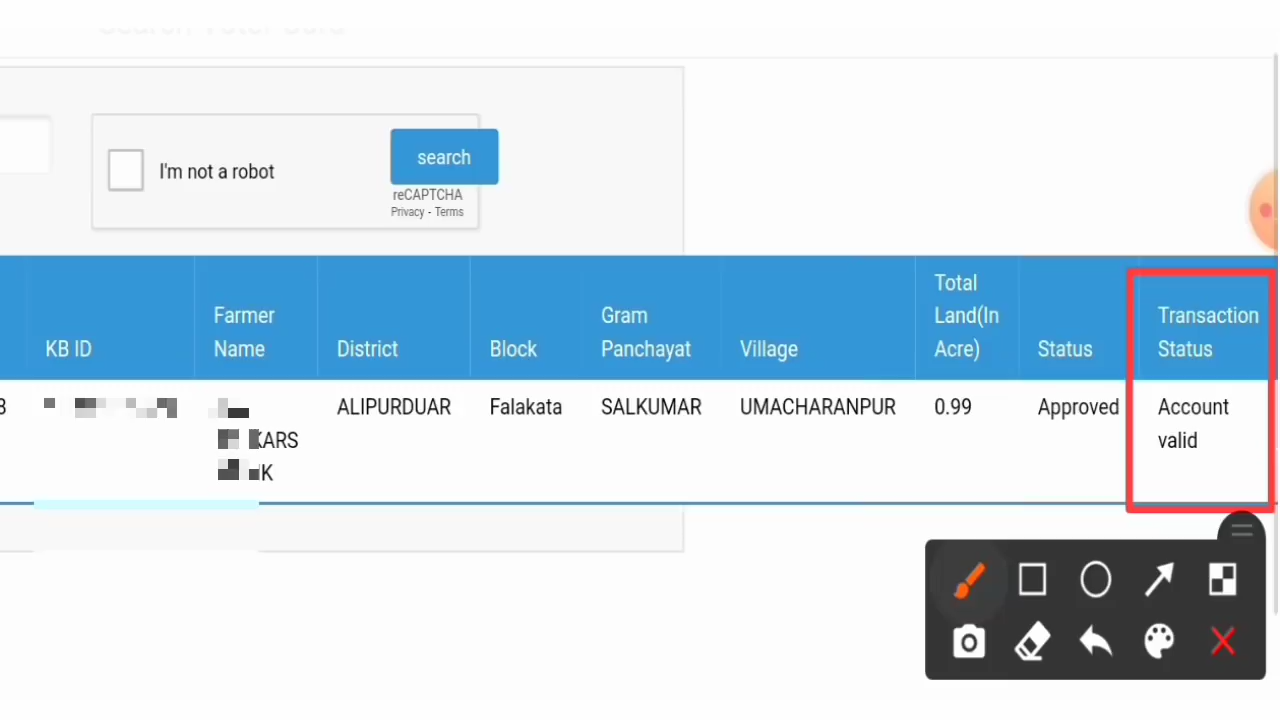 I'm not a robot
search
reCAPTCHA
Privacy - Terms
KB ID
Farmer
Name
District
Block
Gram
Panchayat
Village
Total
Land(In
Acre)
Status
Transaction
Status
ALIPURDUAR
Falakata
SALKUMAR
UMACHARANPUR
0.99
Approved
Account
valid